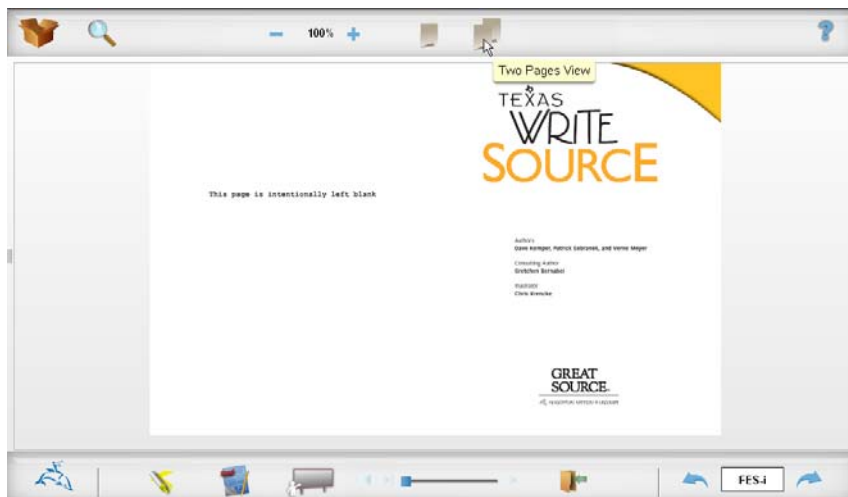 100%
Two Pages View
TEXAS
WRITE
SOURCE
This page is intentionally left blank
Authors
Dave Kemper, Patrick Sebranek, and Verne Meyer
Consulting Author
Gretchen Bernabei
Illustrator
Chris Krenzke
GREAT
SOURCE
FES-i